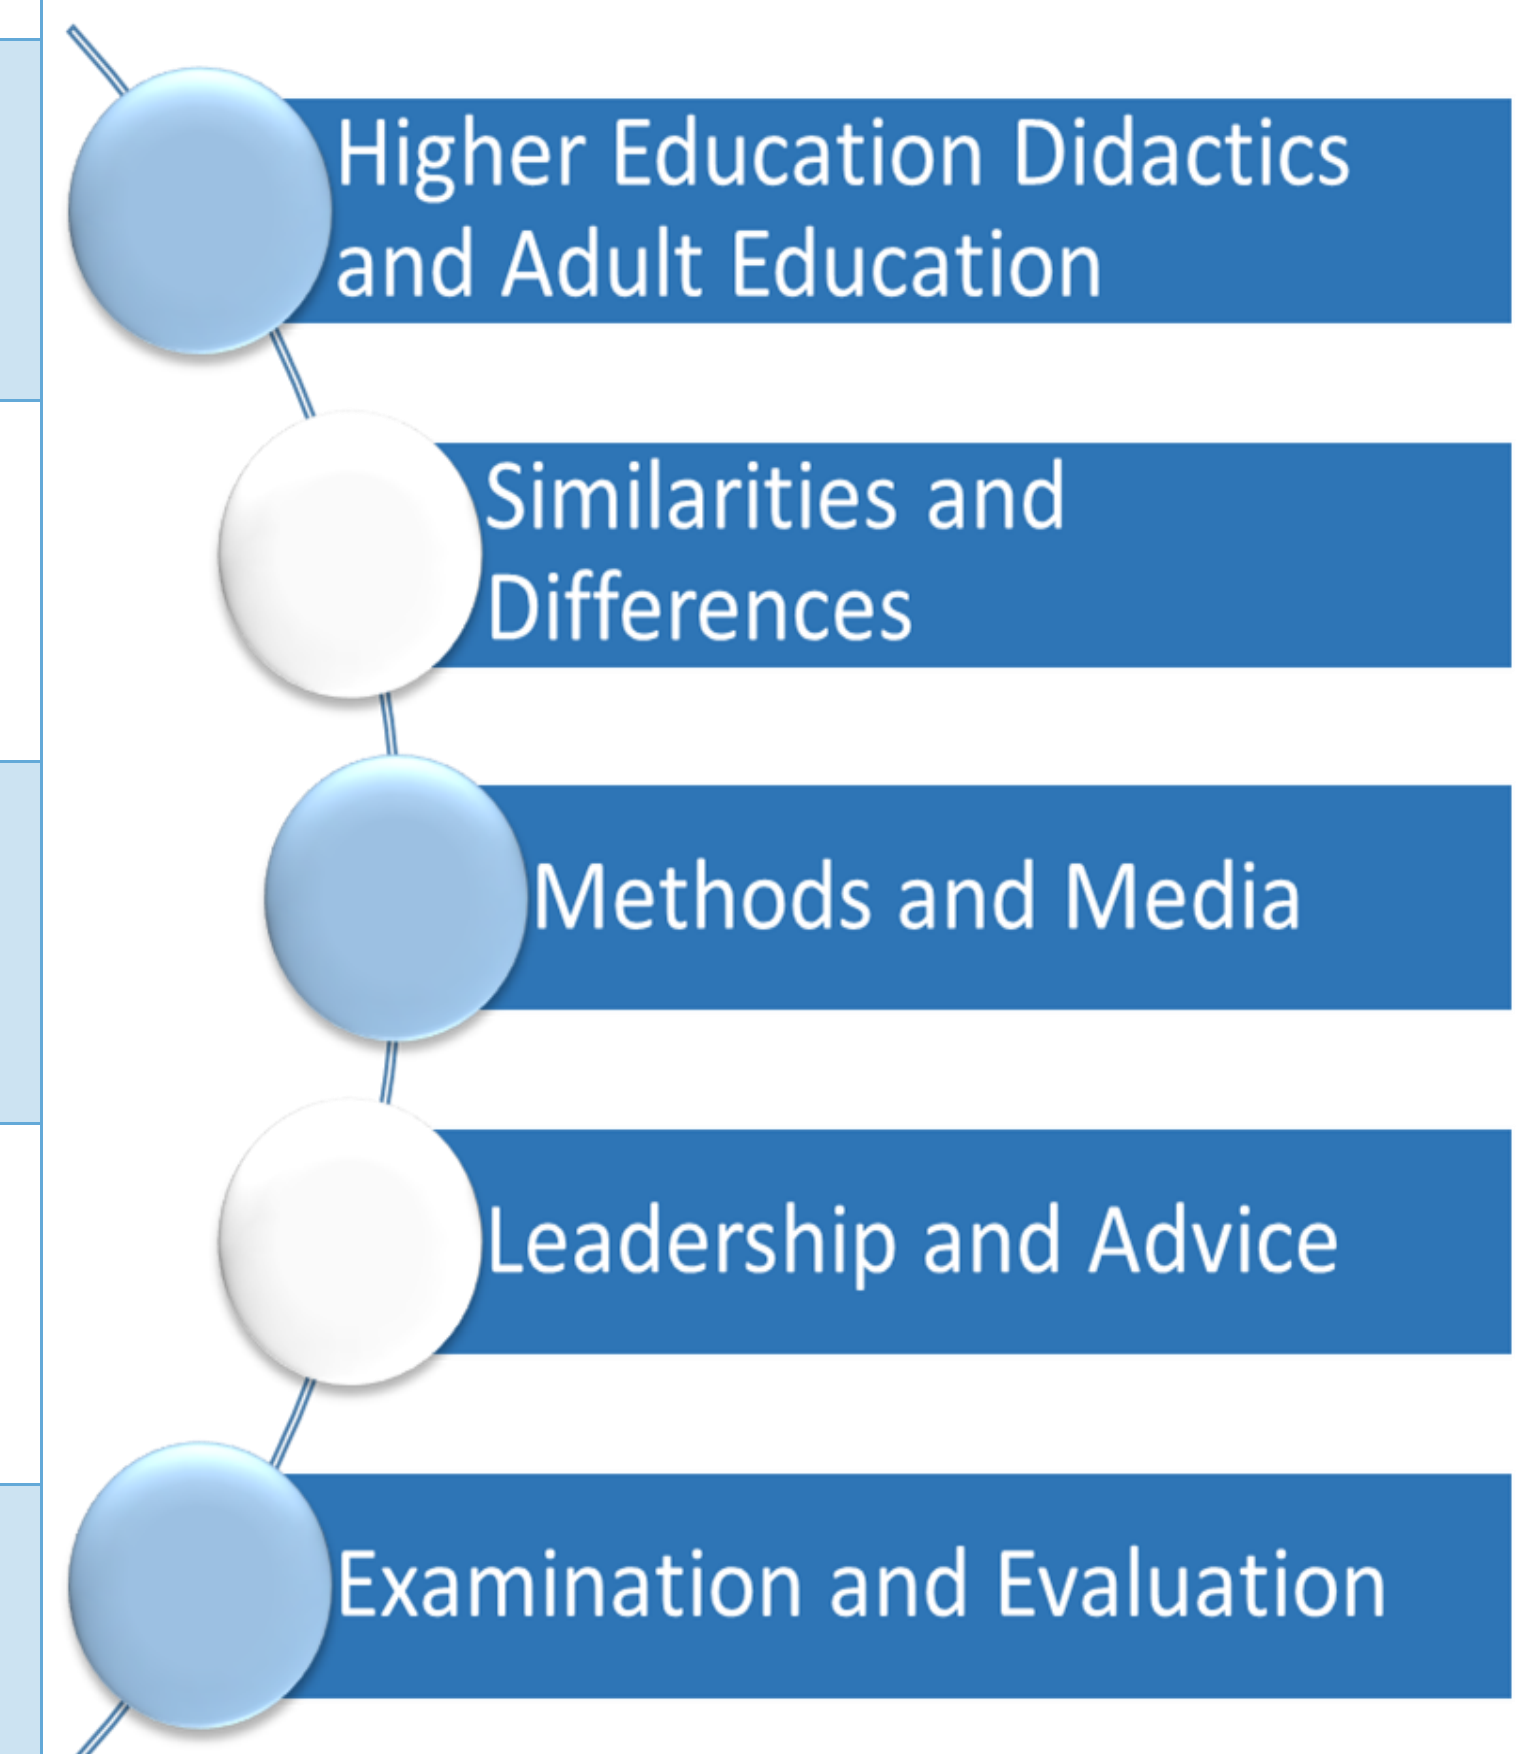 Higher Education Didactics
and Adult Education
Similarities and
Differences
Methods and Media
Leadership and Advice
Examination and Evaluation